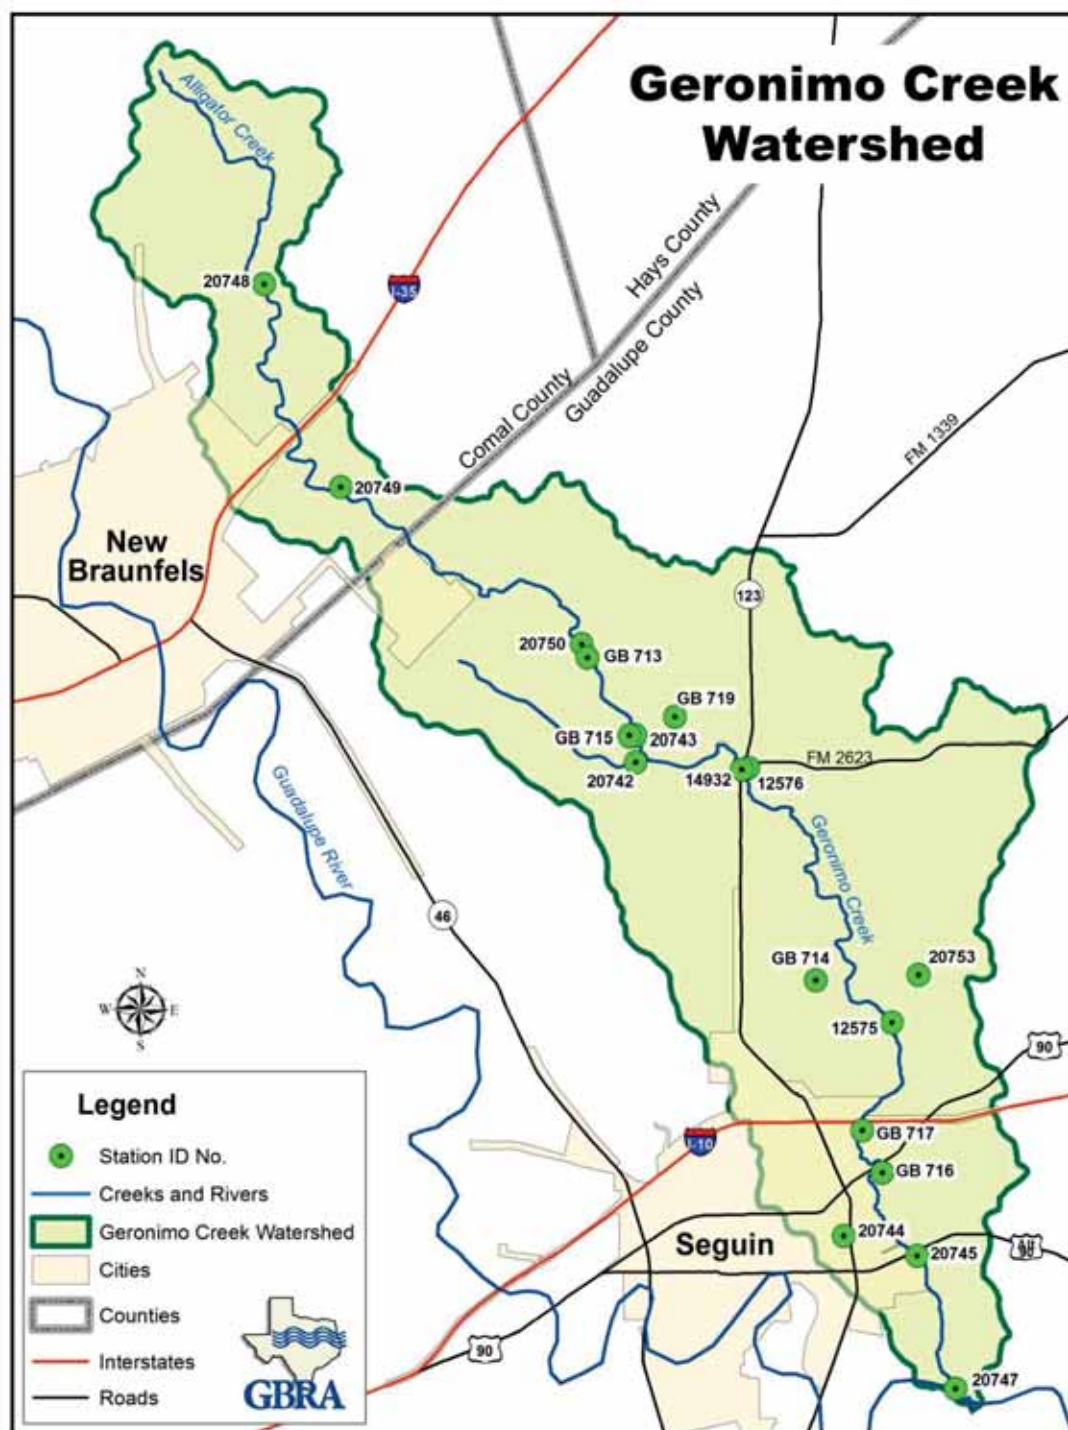 Geronimo Creek
Watershed
Alligator Creek
20748
I-35
Hays County
Guadalupe County
Comal County
FM 1339
20749
New
Braunfels
123
20750
GB 713
GB 719
GB 715
20743
20742
14932
12576
FM 2623
Guadalupe River
Geronimo Creek
46
GB 714
20753
12575
90
N
W
E
S
I-10
GB 717
GB 716
20744
Seguin
20745
90
20747
Legend
Station ID No.
Creeks and Rivers
Geronimo Creek Watershed
Cities
Counties
Interstates
Roads
GBRA